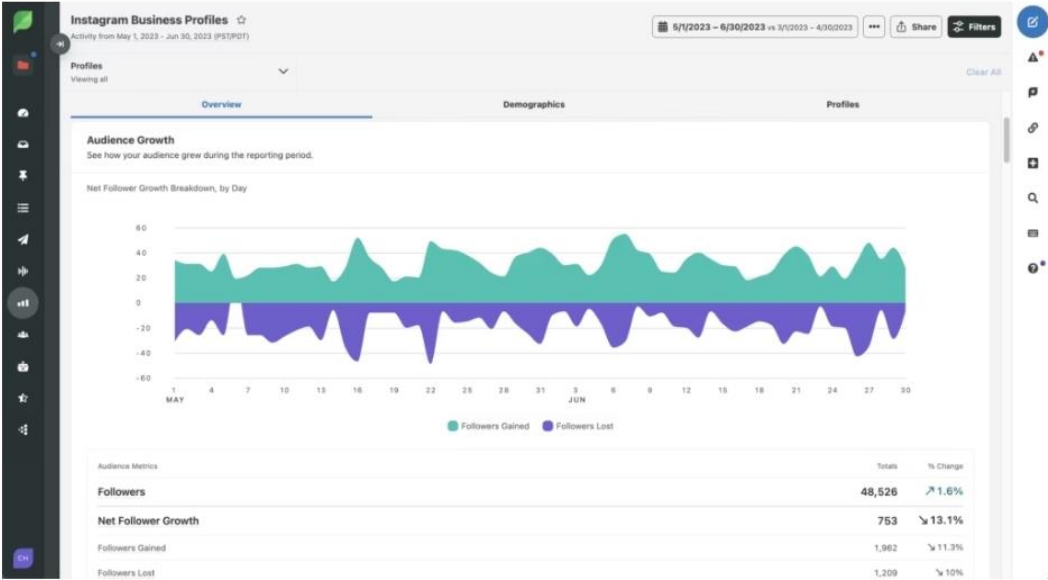 Instagram Business Profiles
Activity from May 1, 2023 - Jun 30, 2023 (PST/PDT)
5/1/2023 – 6/30/2023 vs 3/1/2023 - 4/30/2023
Share
Filters
Profiles
Viewing all
Clear All
Overview
Demographics
Profiles
Audience Growth
See how your audience grew during the reporting period.
Net Follower Growth Breakdown, by Day
60
40
20
0
-20
-40
-60
1 4 7 10 13 16 19 22 25 28 31 3 6 9 12 15 18 21 24 27 30
MAY JUN
Followers Gained Followers Lost
Audience Metrics Totals % Change
Followers 48,526 1.6%
Net Follower Growth 753 13.1%
Followers Gained 1,962 11.3%
Followers Lost 1,209 10%
CH